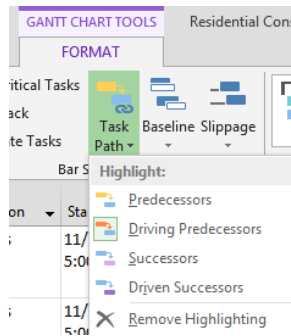 GANTT CHART TOOLS Residential Cons
FORMAT
ritical Tasks
ack
te Tasks
Task Path
Baseline
Slippage
Bar S
Highlight:
on Sta
Predecessors
11/
Driving Predecessors
5:00
Successors
Driven Successors
11/
Remove Highlighting
5:00